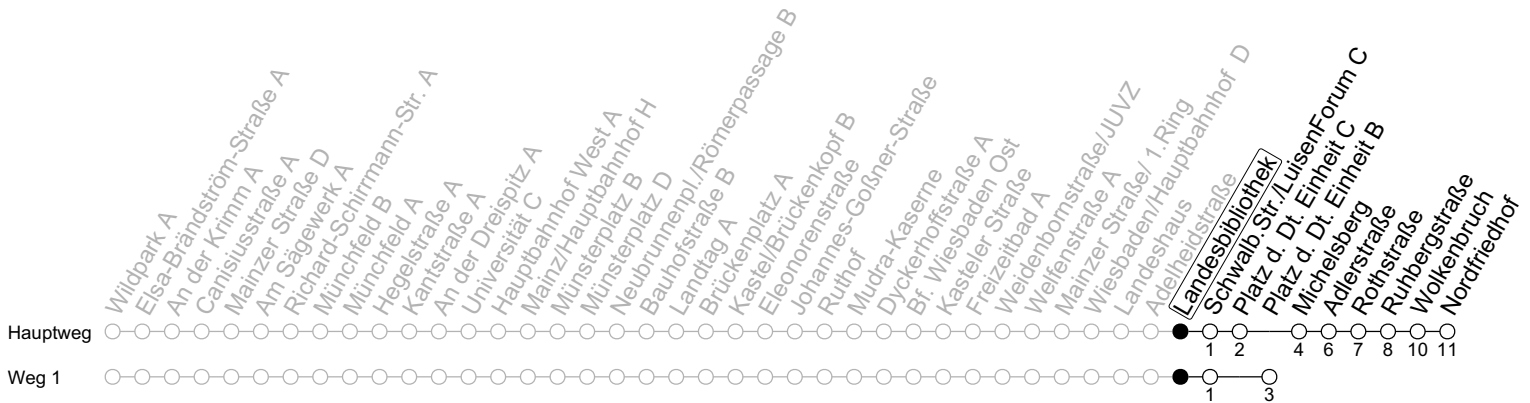 Wildpark A
Elsa-Brändström-Straße A
An der Krimm A
Canisiusstraße A
Mainzer Straße D
Am Sägewerk A
Richard-Schirrmann-Str. A
Münchfeld B
Münchfeld A
Hegelstraße A
Kantstraße A
An der Dreispitz A
Universität C
Hauptbahnhof West A
Mainz/Hauptbahnhof H
Münsterplatz B
Münsterplatz D
Neubrunnenpl./Römerpassage B
Bauhofstraße B
Landtag A
Brückenplatz A
Kastel/Brückenkopf B
Eleonorenstraße
Johannes-Goßner-Straße
Ruthof
Mudra-Kaserne
Dyckerhoffstraße A
Bf. Wiesbaden Ost
Kasteler Straße
Freizeitbad A
Weidenbornstraße/JUVZ
Welfenstraße A
Mainzer Straße/ 1.Ring
Wiesbaden/Hauptbahnhof D
Landeshaus
Adelheidstraße
Landesbibliothek
Schwalb.Str./LuisenForum C
Platz d. Dt. Einheit C
Platz d. Dt. Einheit B
Michelsberg
Adlerstraße
Rothstraße
Ruhbergstraße
Wolkenbruch
Nordfriedhof
Hauptweg
1 2 4 6 7 8 10 11
Weg 1
1 3